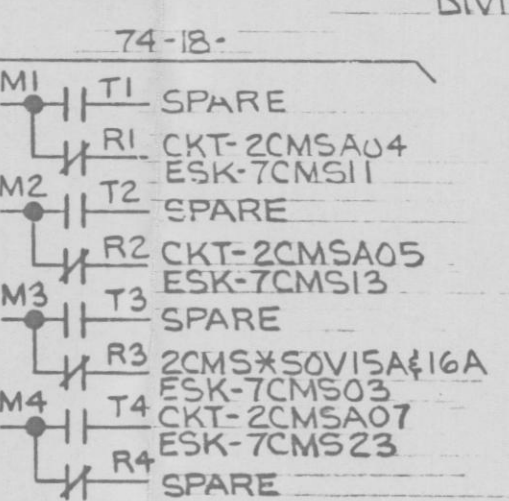 DIVI
74-18-
M1 T1 SPARE
R1 CKT-2CMSA04
ESK-7CMS11
M2 T2 SPARE
R2 CKT-2CMSA05
ESK-7CMS13
M3 T3 SPARE
R3 2CMS*SOV15A&16A
ESK-7CMS03
M4 T4 CKT-2CMSA07
ESK-7CMS23
R4 SPARE